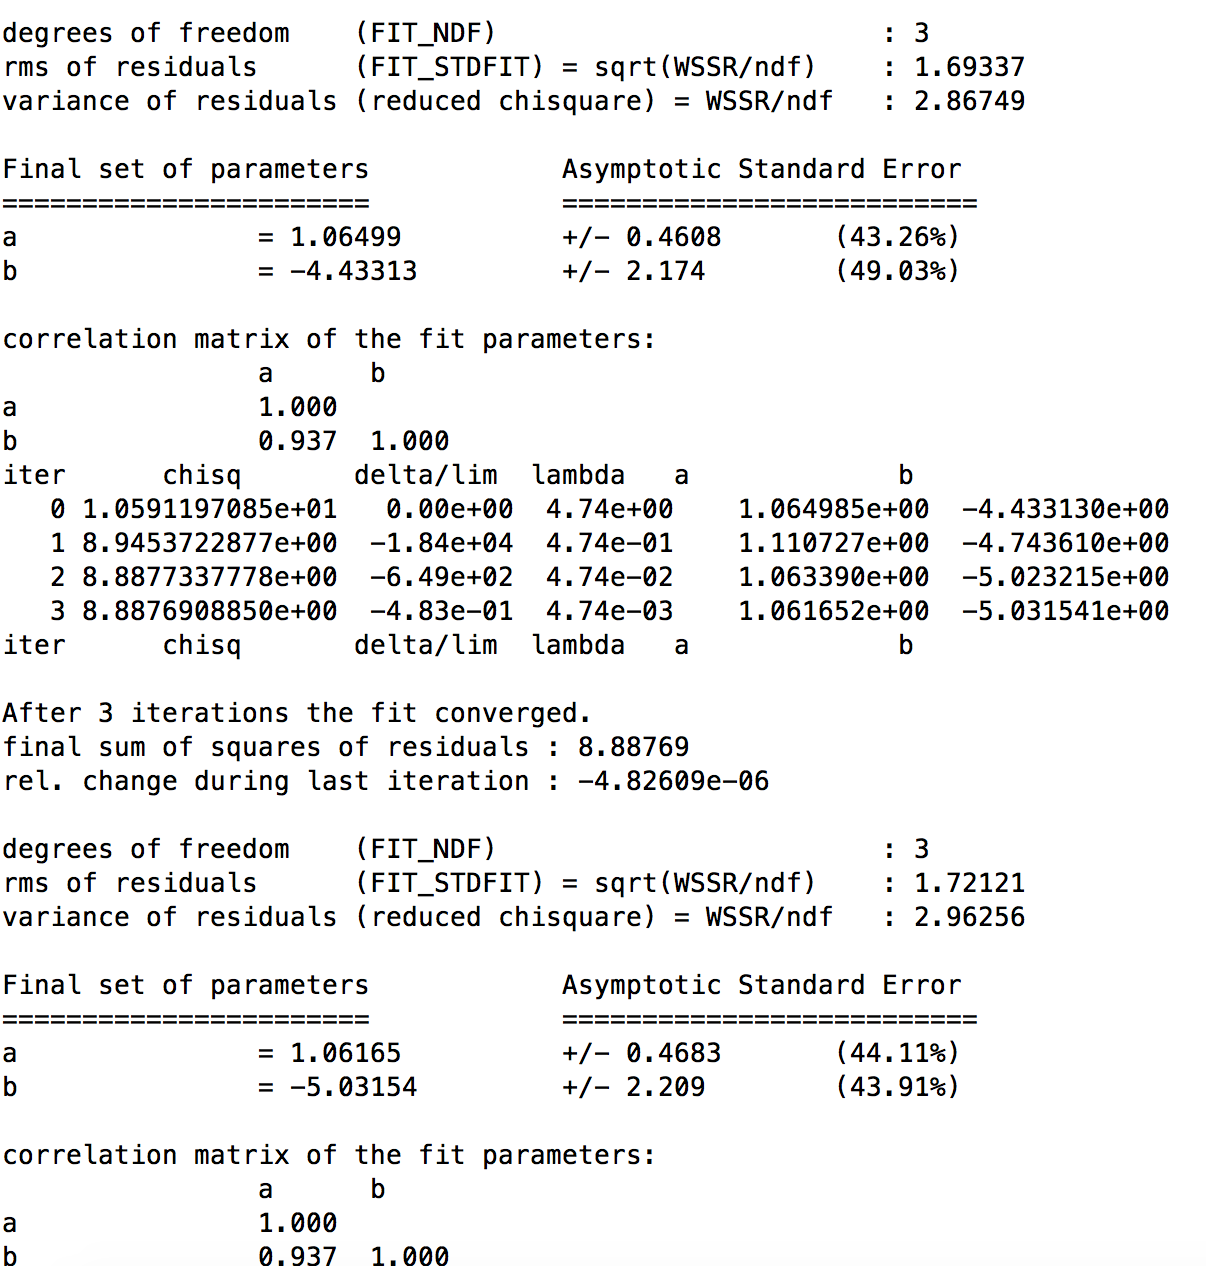 degrees of freedom    (FIT_NDF)                        : 3
rms of residuals      (FIT_STDFIT) = sqrt(WSSR/ndf)    : 1.69337
variance of residuals (reduced chisquare) = WSSR/ndf   : 2.86749
Final set of parameters            Asymptotic Standard Error
=======================            ==========================
a               = 1.06499          +/- 0.4608       (43.26%)
b               = −4.43313         +/− 2.174        (49.03%)
correlation matrix of the fit parameters:
                a      b
a               1.000
b               0.937  1.000
iter      chisq       delta/lim  lambda   a             b
   0 1.0591197085e+01   0.00e+00  4.74e+00    1.064985e+00  −4.433130e+00
   1 8.9453722877e+00  −1.84e+04  4.74e−01    1.110727e+00  −4.743610e+00
   2 8.8877337778e+00  −6.49e+02  4.74e−02    1.063390e+00  −5.023215e+00
   3 8.8876908850e+00  −4.83e−01  4.74e−03    1.061652e+00  −5.031541e+00
iter      chisq       delta/lim  lambda   a             b
After 3 iterations the fit converged.
final sum of squares of residuals : 8.88769
rel. change during last iteration : −4.82609e−06
degrees of freedom    (FIT_NDF)                        : 3
rms of residuals      (FIT_STDFIT) = sqrt(WSSR/ndf)    : 1.72121
variance of residuals (reduced chisquare) = WSSR/ndf   : 2.96256
Final set of parameters            Asymptotic Standard Error
=======================            ==========================
a               = 1.06165          +/− 0.4683       (44.11%)
b               = −5.03154         +/− 2.209        (43.91%)
correlation matrix of the fit parameters:
                a      b
a               1.000
b               0.937  1.000